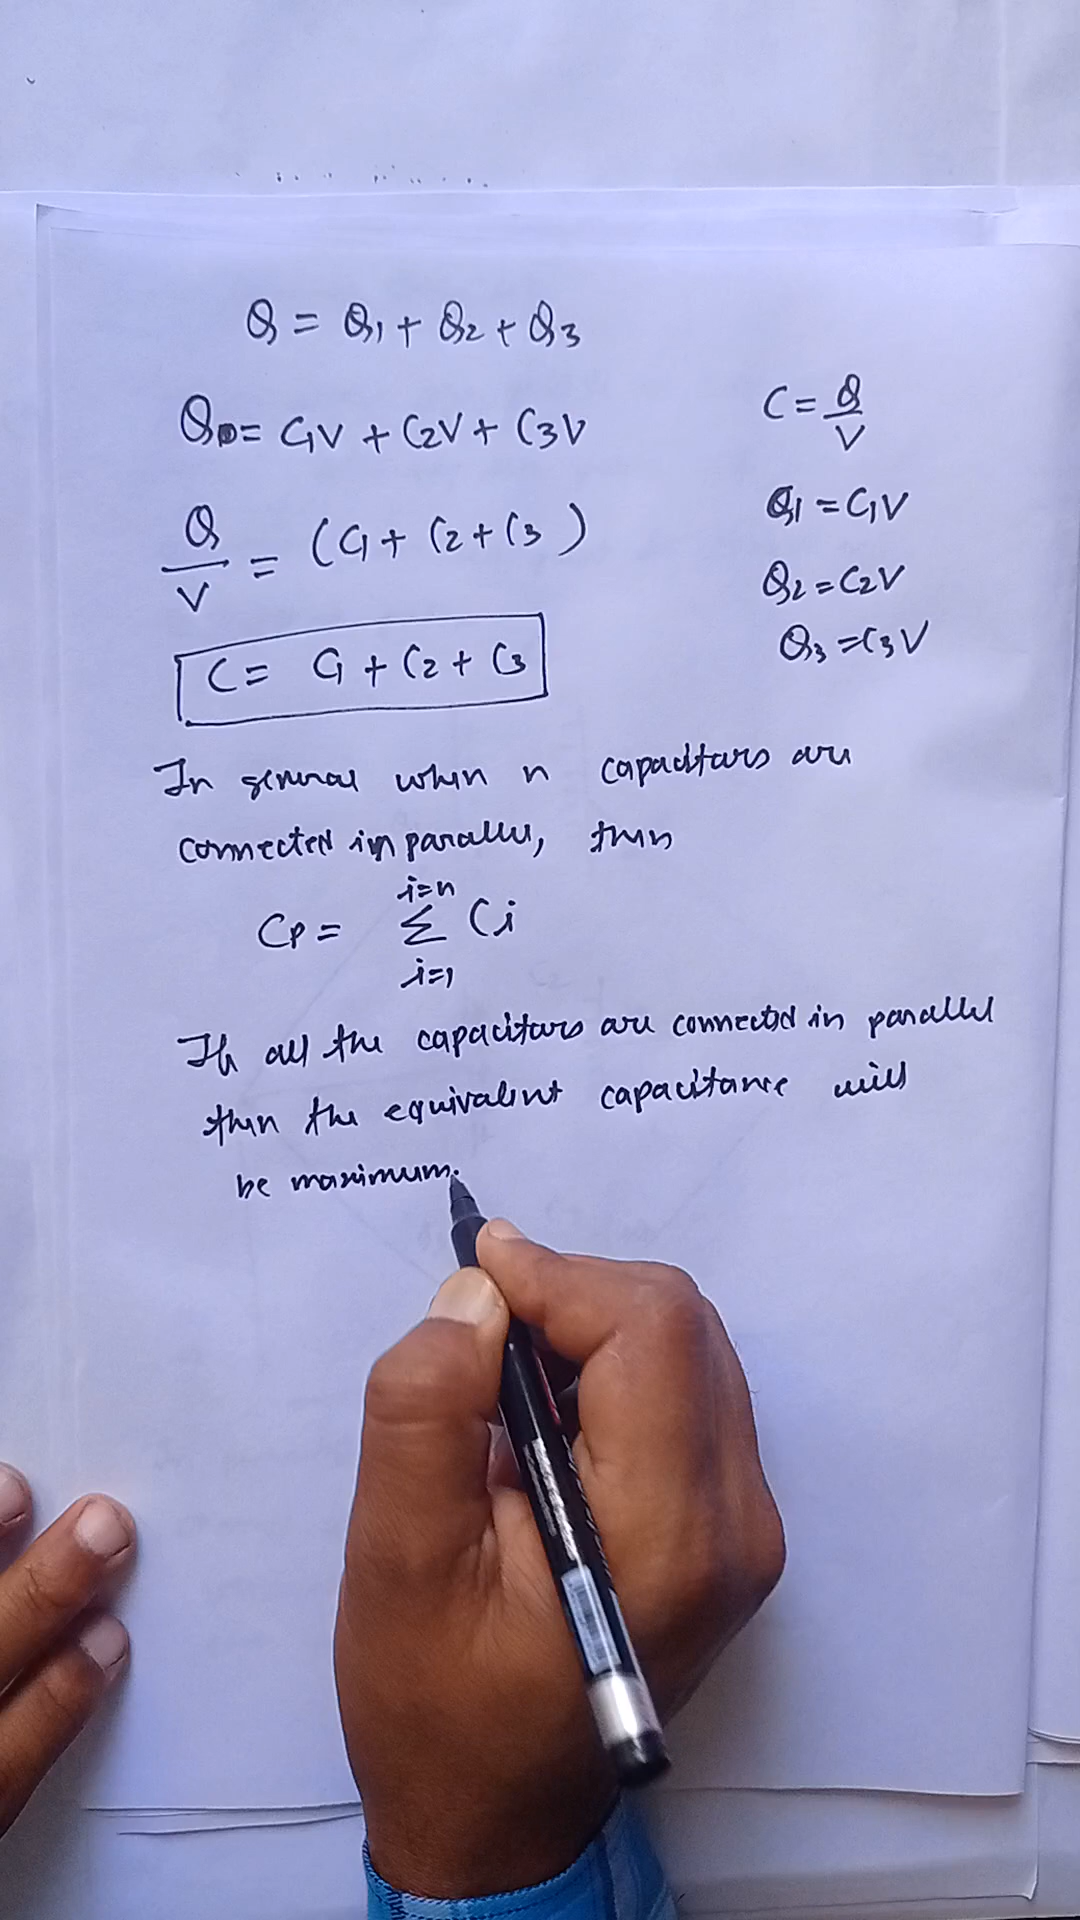 Q = Q1 + Q2 + Q3
Q = C1V + C2V + C3V
Q/V = (C1 + C2 + C3)
C = C1 + C2 + C3
C = Q/V
Q1 = C1V
Q2 = C2V
Q3 = C3V
In general when n capacitors are
connected in parallel, then
Cp = Σ Ci
i=n
i=1
If all the capacitors are connected in parallel
then the equivalent capacitance will
be maximum.